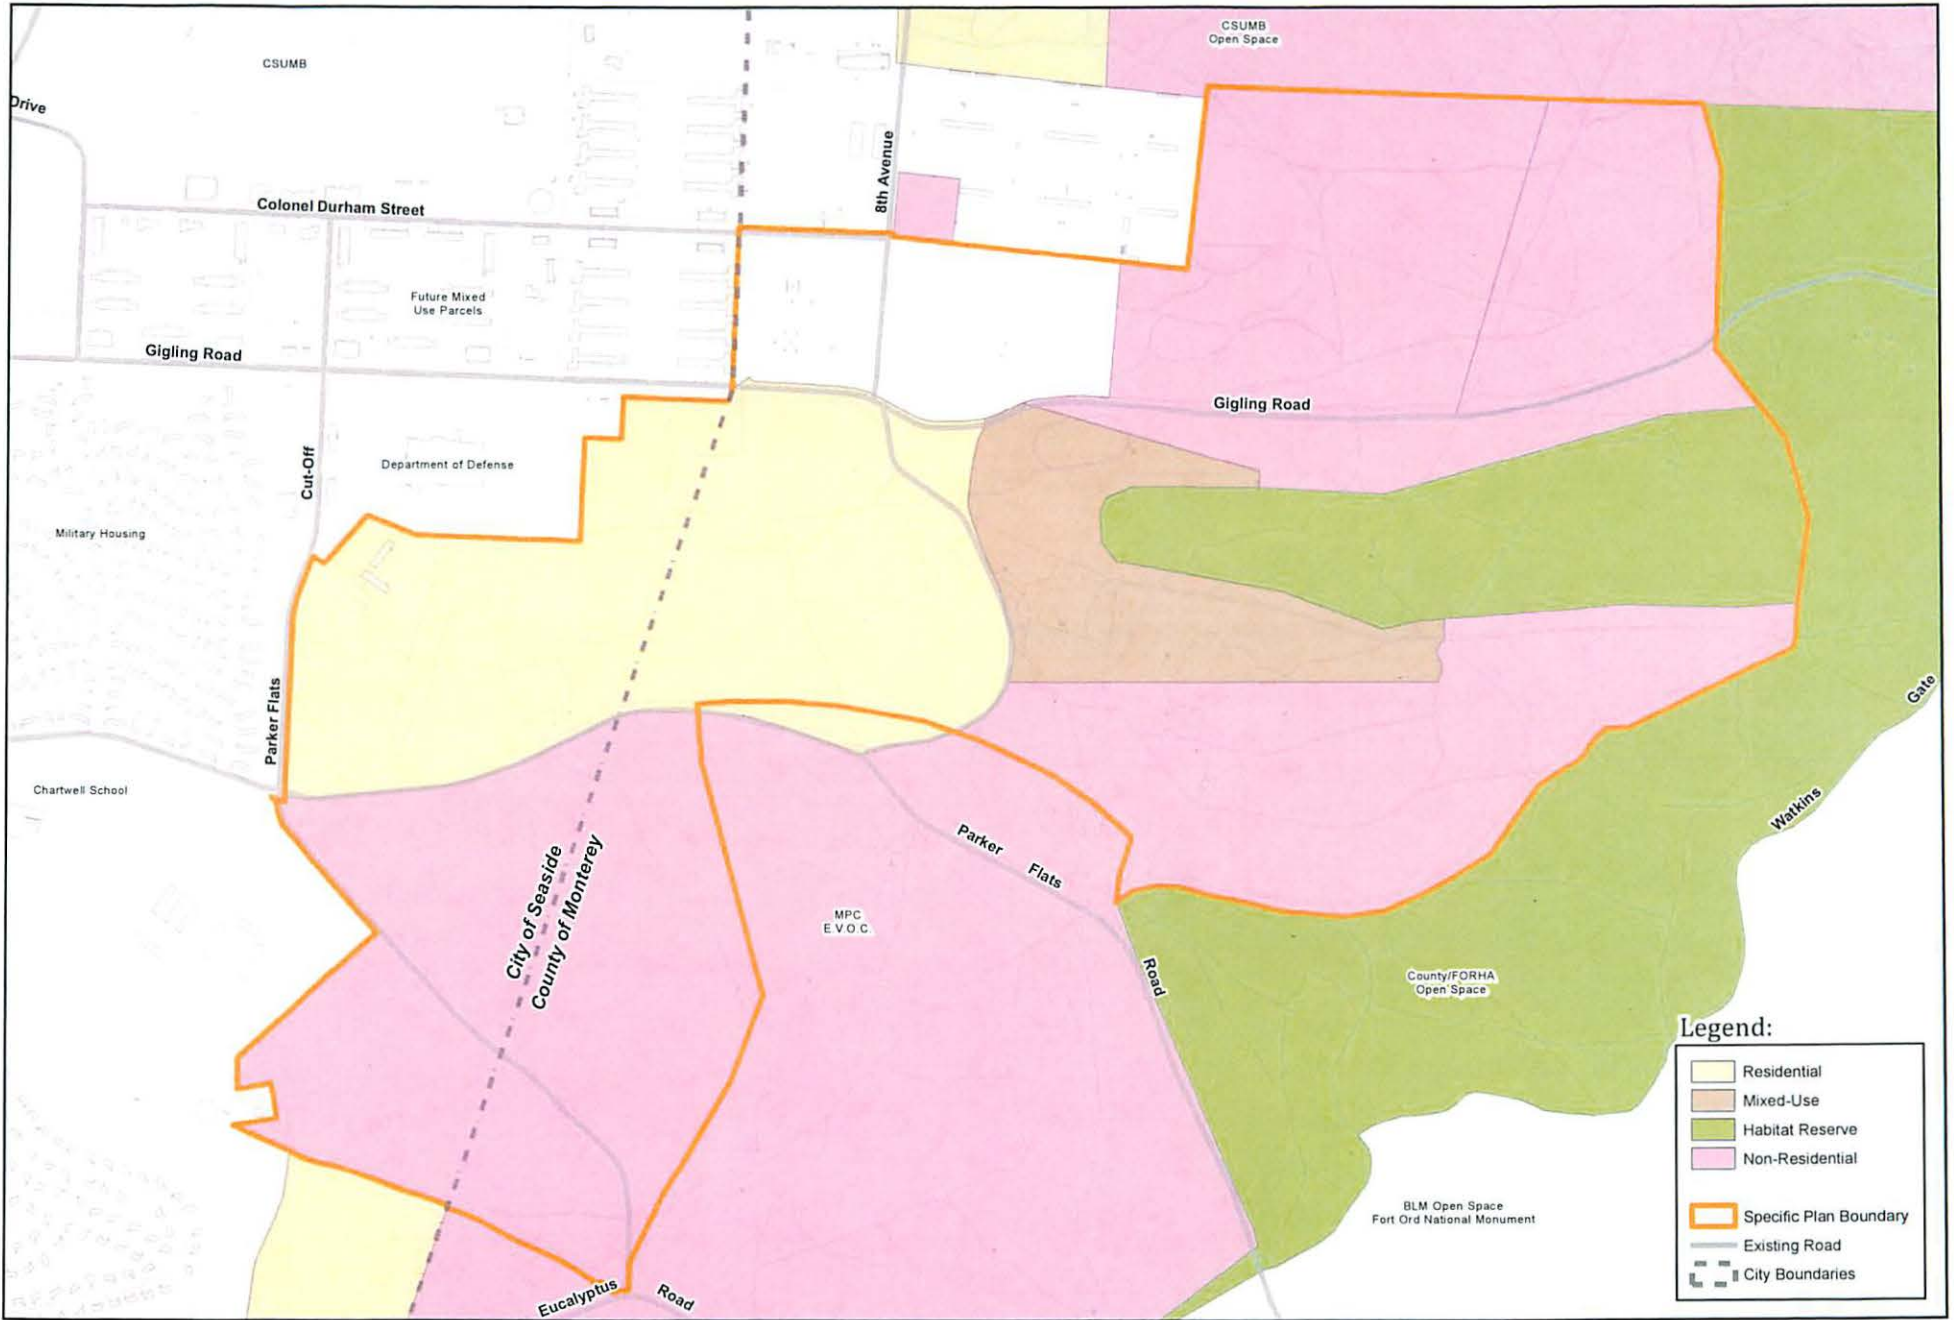 CSUMB
CSUMB
Open Space
Drive
8th Avenue
Colonel Durham Street
Future Mixed
Use Parcels
Gigling Road
Gigling Road
Cut-Off
Department of Defense
Military Housing
Parker Flats
Gate
Chartwell School
Watkins
Parker
Flats
City of Seaside
County of Monterey
MPC
E.V.O.C.
Road
County/FORHA
Open Space
BLM Open Space
Fort Ord National Monument
Eucalyptus
Road
Legend:
Residential
Mixed-Use
Habitat Reserve
Non-Residential
Specific Plan Boundary
Existing Road
City Boundaries